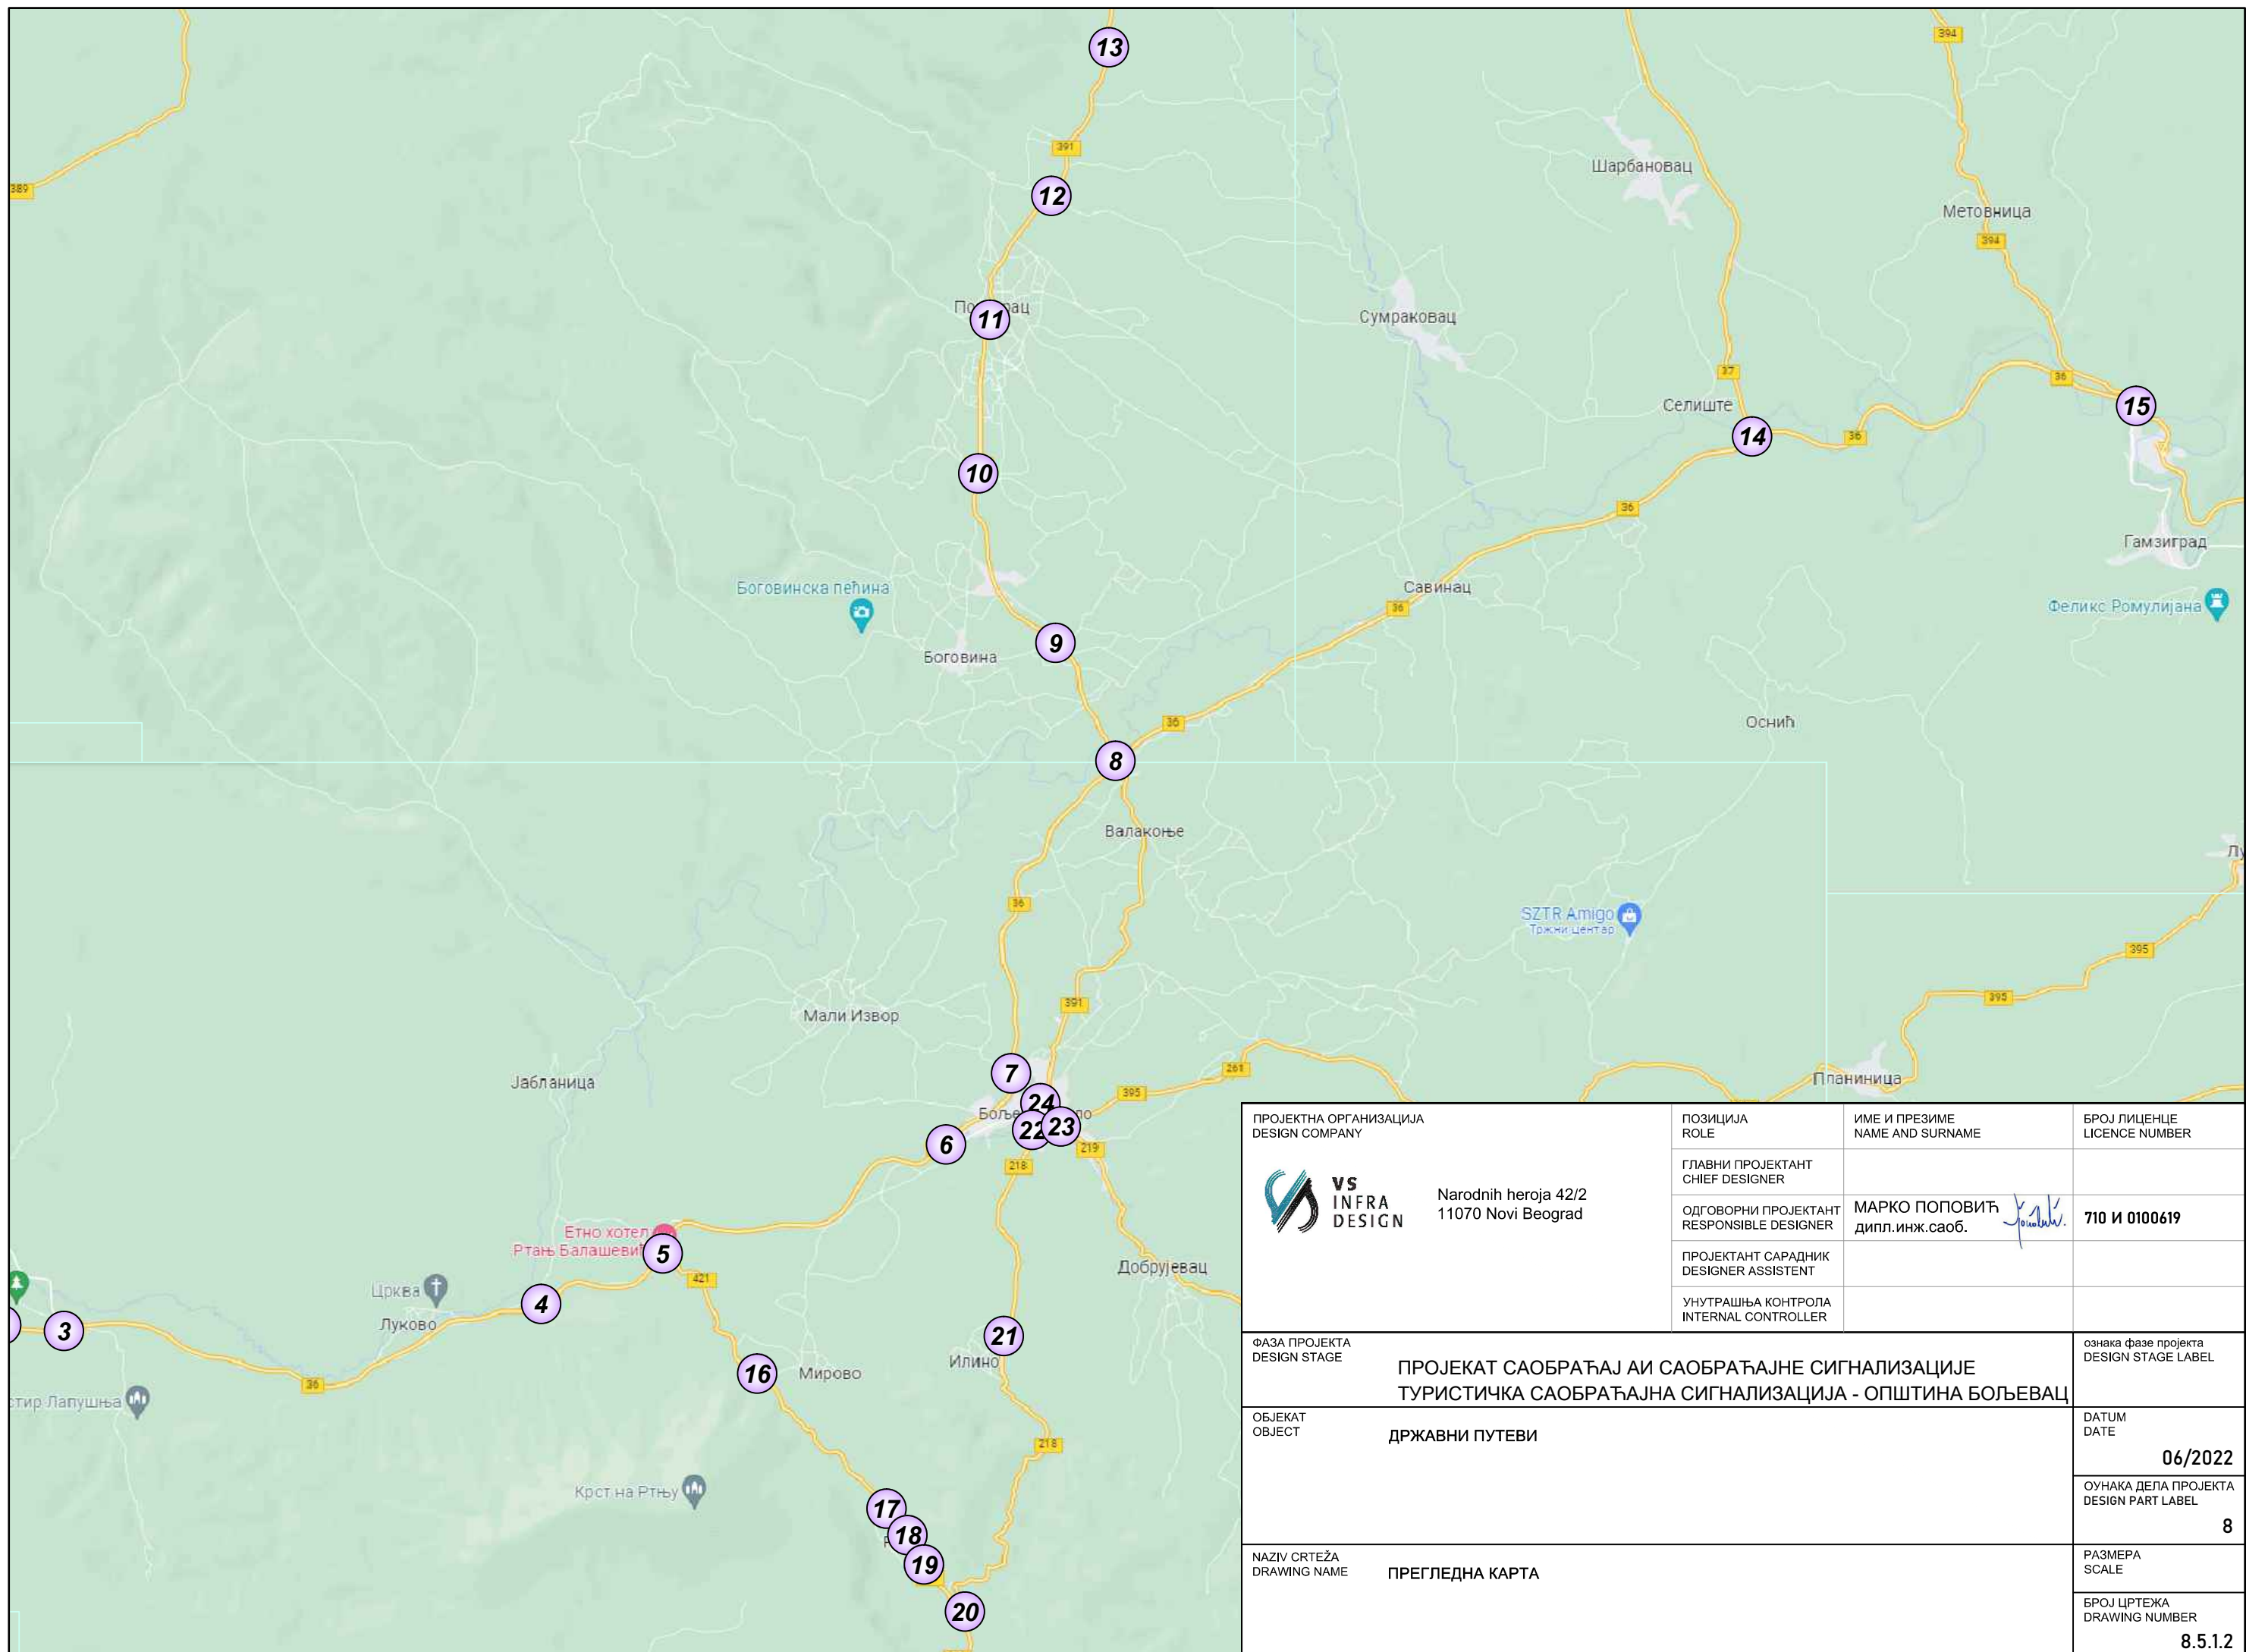 13
394
391
389
12
Шарбановац
Метовница
394
11
Сумраковац
37
36
Селиште
15
14
36
10
36
Гамзиград
Боговинска пећина
Савинац
36
Феликс Ромулијана
9
Боговина
36
Оснић
8
Валакоње
36
SZTR Amigo
Тржни центар
395
395
391
Мали Извор
7
261
Јабланица
Планиница
395
24
22
23
6
219
218
Етно хотел
Ртањ Балашевић
5
421
Добрујевац
Црква
4
Луково
3
21
Илино
16
Мирово
36
стир Лапушња
218
Крст на Ртњу
17
18
19
20
ПРОЈЕКТНА ОРГАНИЗАЦИЈА
DESIGN COMPANY
VS
INFRA
DESIGN
Narodnih heroja 42/2
11070 Novi Beograd
ПОЗИЦИЈА
ROLE
ИМЕ И ПРЕЗИМЕ
NAME AND SURNAME
БРОЈ ЛИЦЕНЦЕ
LICENCE NUMBER
ГЛАВНИ ПРОЈЕКТАНТ
CHIEF DESIGNER
ОДГОВОРНИ ПРОЈЕКТАНТ
RESPONSIBLE DESIGNER
МАРКО ПОПОВИЋ
дипл.инж.саоб.
710 И 0100619
ПРОЈЕКТАНТ САРАДНИК
DESIGNER ASSISTENT
УНУТРАШЊА КОНТРОЛА
INTERNAL CONTROLLER
ФАЗА ПРОЈЕКТА
DESIGN STAGE
ПРОЈЕКАТ САОБРАЋАЈ АИ САОБРАЋАЈНЕ СИГНАЛИЗАЦИЈЕ
ТУРИСТИЧКА САОБРАЋАЈНА СИГНАЛИЗАЦИЈА - ОПШТИНА БОЉЕВАЦ
ознака фазе пројекта
DESIGN STAGE LABEL
ОБЈЕКАТ
OBJECT
ДРЖАВНИ ПУТЕВИ
DATUM
DATE
06/2022
ОУНАКА ДЕЛА ПРОЈЕКТА
DESIGN PART LABEL
8
NAZIV CRTEŽA
DRAWING NAME
ПРЕГЛЕДНА КАРТА
РАЗМЕРА
SCALE
БРОЈ ЦРТЕЖА
DRAWING NUMBER
8.5.1.2